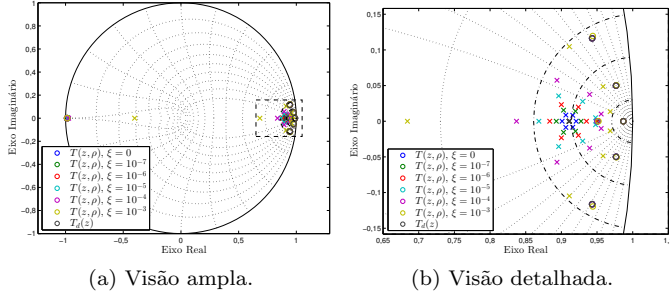 1
0,8
0,6
0,4
0,2
0
−0,2
−0,4
−0,6
−0,8
−1
−1 −0,5 0 0,5 1
Eixo Imaginário
Eixo Real
T(z, ρ), ξ = 0
T(z, ρ), ξ = 10⁻⁷
T(z, ρ), ξ = 10⁻⁶
T(z, ρ), ξ = 10⁻⁵
T(z, ρ), ξ = 10⁻⁴
T(z, ρ), ξ = 10⁻³
T_d(z)
(a) Visão ampla.
0,15
0,1
0,05
0
−0,05
−0,1
−0,15
0,65 0,7 0,75 0,8 0,85 0,9 0,95 1
Eixo Imaginário
Eixo Real
T(z, ρ), ξ = 0
T(z, ρ), ξ = 10⁻⁷
T(z, ρ), ξ = 10⁻⁶
T(z, ρ), ξ = 10⁻⁵
T(z, ρ), ξ = 10⁻⁴
T(z, ρ), ξ = 10⁻³
T_d(z)
(b) Visão detalhada.